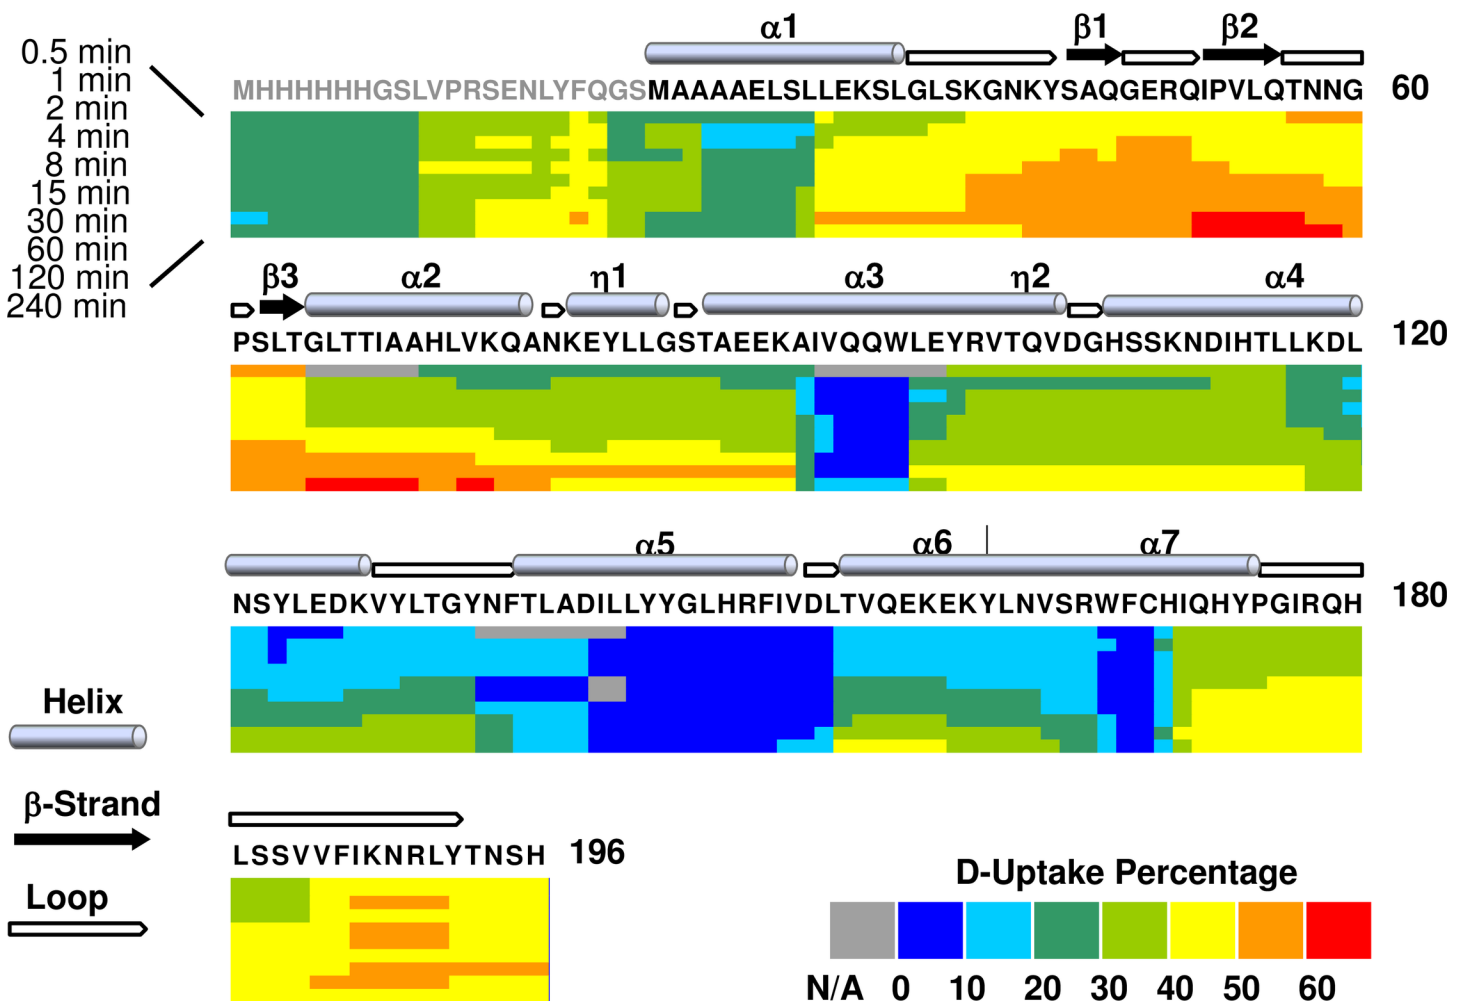 α1 β1 β2
0.5 min
1 min
2 min
4 min
8 min
15 min
30 min
60 min
120 min
240 min
MHHHHHHGSLVPRSENLYFQGSMAAAAELSLLEKSLGLSKGNKYSAQGERQIPVLQTNNG 60
β3 α2 η1 α3 η2 α4
PSLTGLTTIAAHLVKQANKEYLLGSTAEEKAIVQQWLEYRVTQVDGHSSKNDIHTLLKDL 120
α5 α6 α7
NSYLEDKVYLTGYNFTLADILLYYGLHRFIVDLTVQEKEKYLNVSRWFCHIQHYPGIRQH 180
Helix
β-Strand
Loop
LSSVVFIKNRLYTNSH 196
D-Uptake Percentage
N/A 0 10 20 30 40 50 60